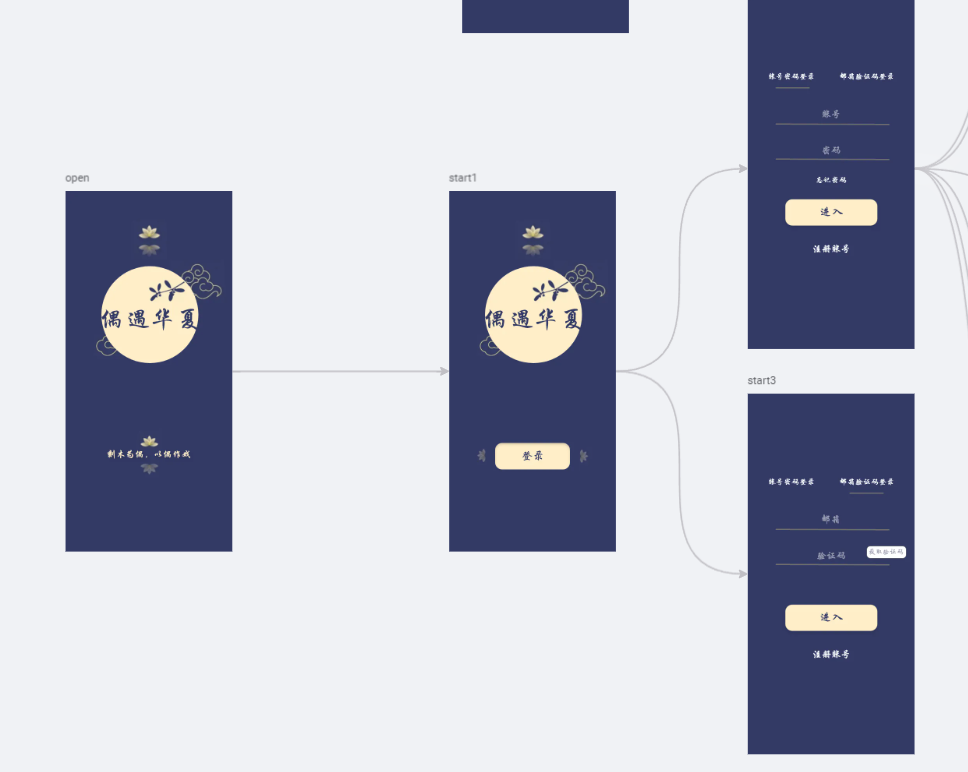 open
偶遇华夏
制木为偶，以偶作戏
start1
偶遇华夏
登录
账号密码登录 邮箱验证码登录
账号
密码
忘记密码
进入
注册账号
start3
账号密码登录 邮箱验证码登录
邮箱
验证码 获取验证码
进入
注册账号